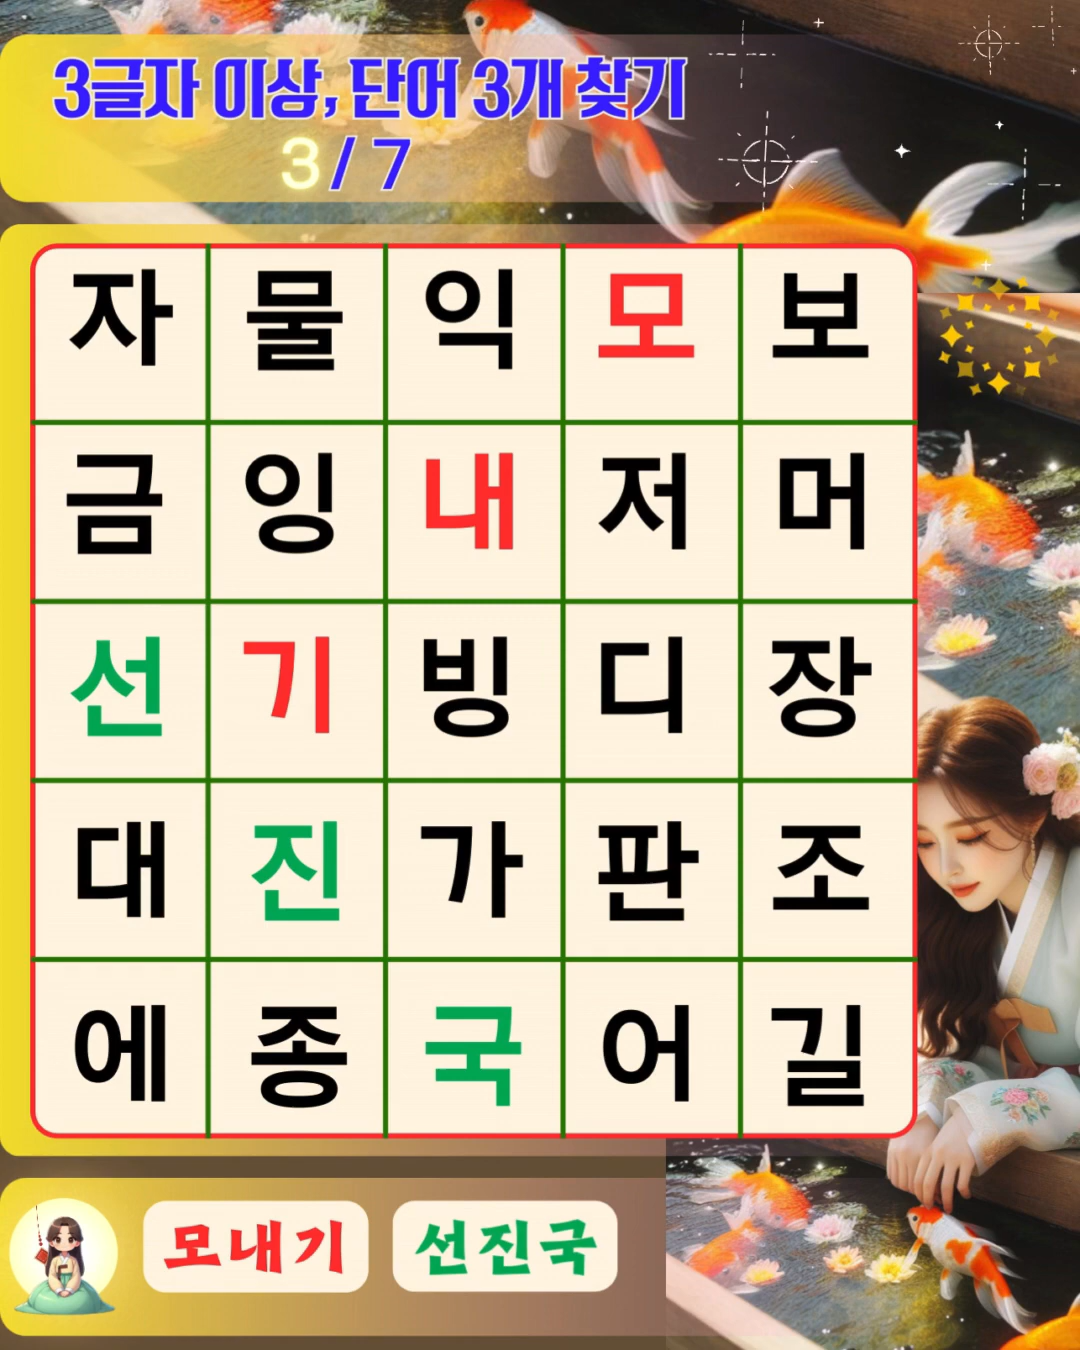 3글자 이상, 단어 3개 찾기
3 / 7
자 물 익 모 보
금 잉 내 저 머
선 기 빙 디 장
대 진 가 판 조
에 종 국 어 길
모내기 선진국